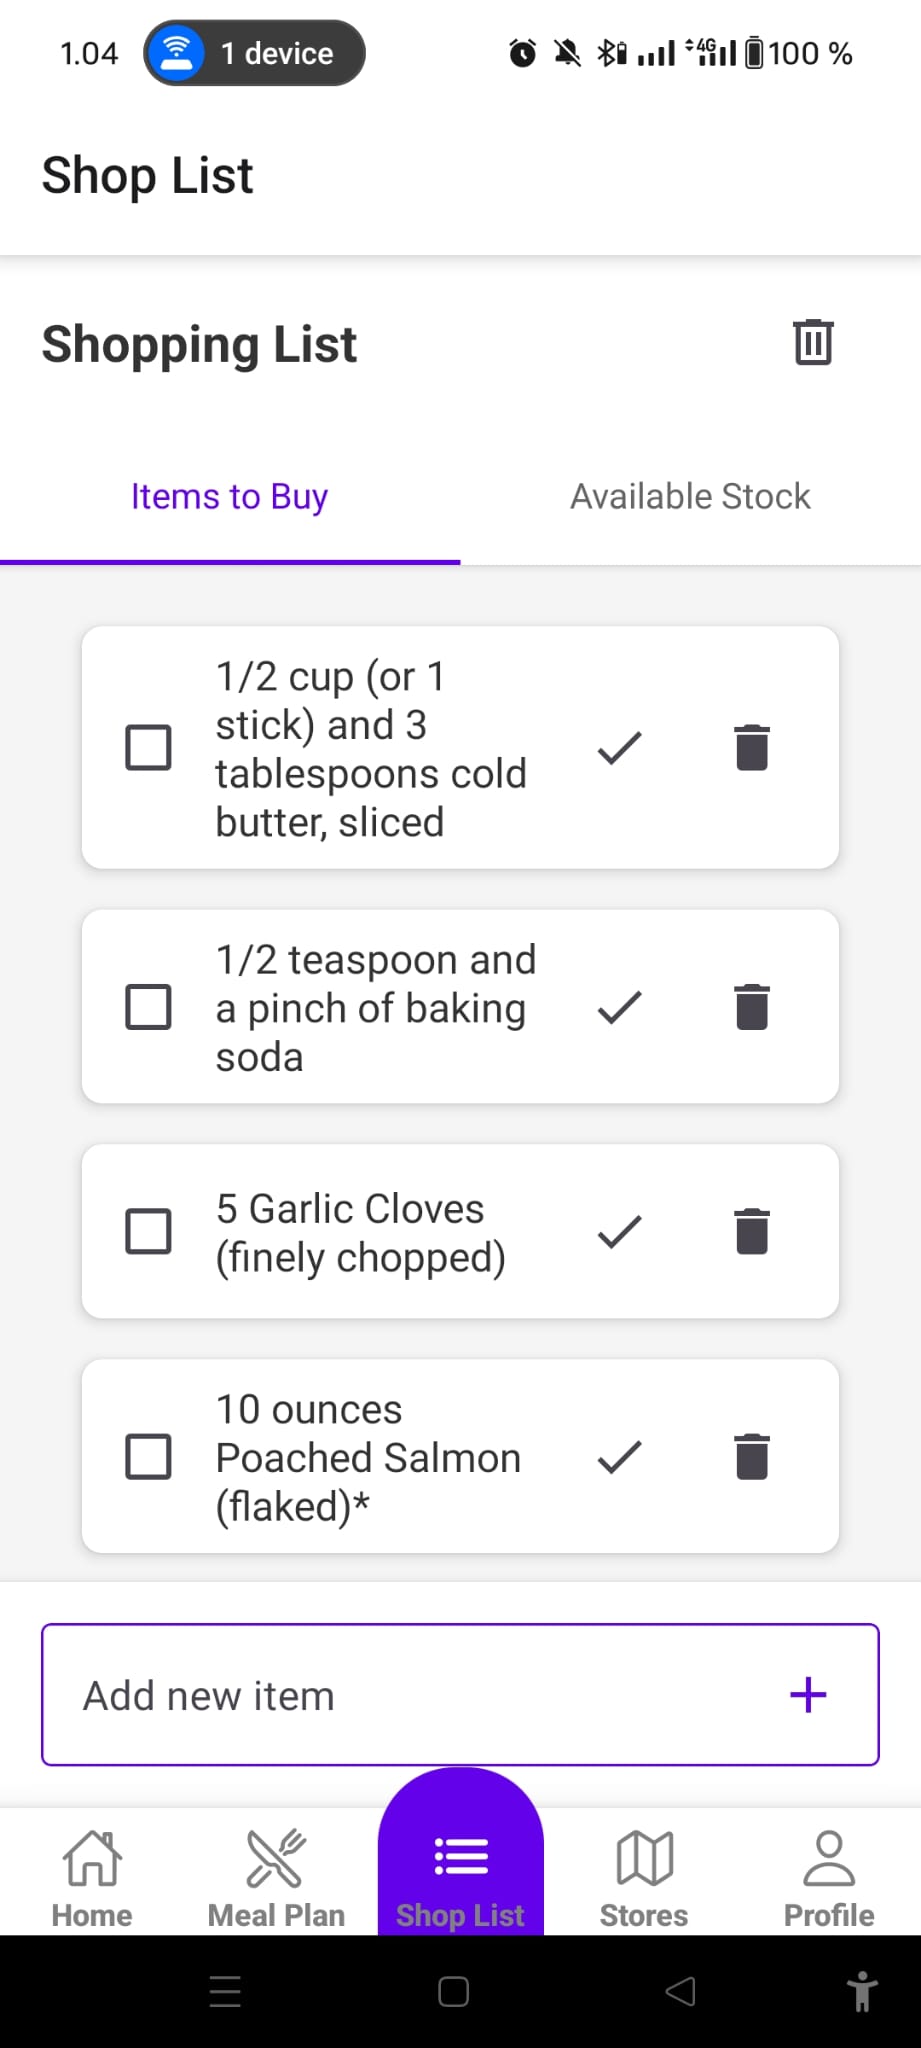 1.04 1 device 4G 100 %
Shop List
Shopping List
Items to Buy Available Stock
1/2 cup (or 1
stick) and 3
tablespoons cold
butter, sliced
1/2 teaspoon and
a pinch of baking
soda
5 Garlic Cloves
(finely chopped)
10 ounces
Poached Salmon
(flaked)*
Add new item +
Home Meal Plan Shop List Stores Profile